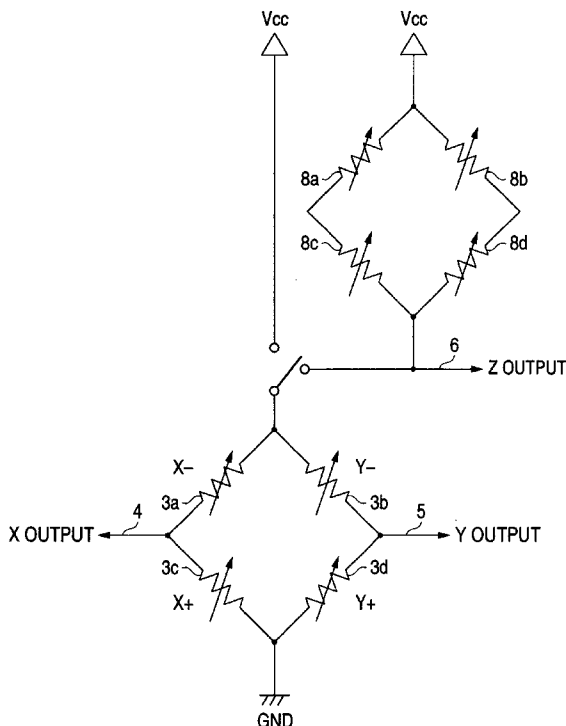 Vcc Vcc
8a 8b
8c 8d
6
Z OUTPUT
X– Y–
3a 3b
4 5
X OUTPUT Y OUTPUT
3c 3d
X+ Y+
GND